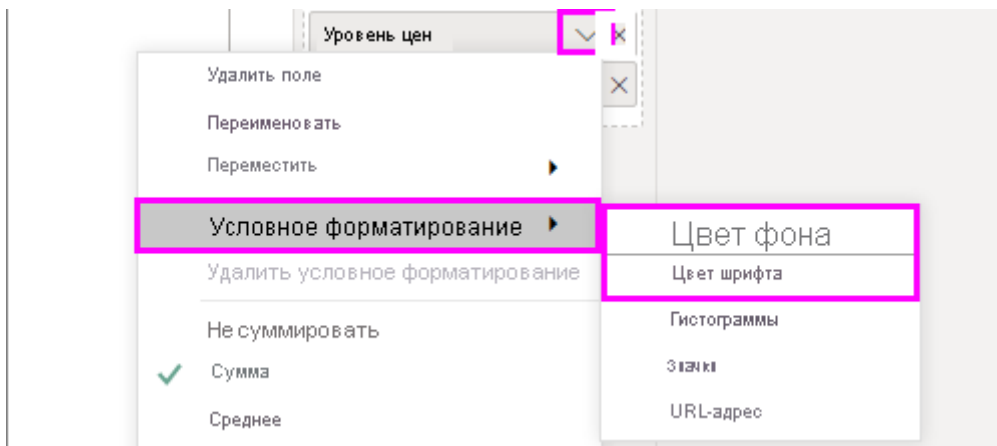 Уровень цен
Удалить поле
Переименовать
Переместить
Условное форматирование
Цвет фона
Удалить условное форматирование
Цвет шрифта
Не суммировать
Гистограммы
Сумма
Значки
Среднее
URL-адрес